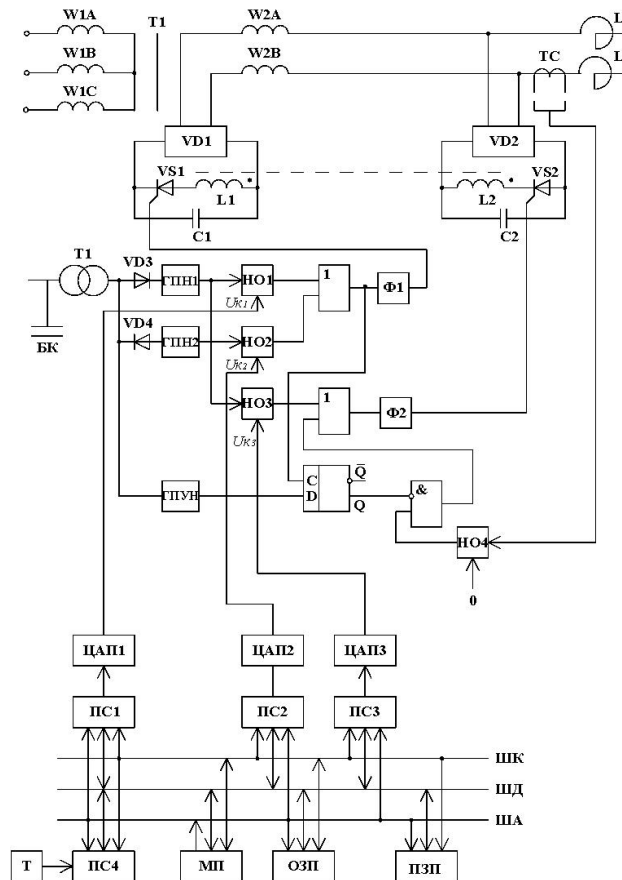 W1A T1 W2A L
W1B W2B TC L
W1C
VD1 VD2
VS1 VS2
L1 L2
C1 C2
T1 VD3 ГПН1 НО1 1 Ф1
Uк1
БК VD4 ГПН2 НО2
Uк2
НО3 1 Ф2
Uк3
C Q̅
ГПУН D Q &
НО4
0
ЦАП1 ЦАП2 ЦАП3
ПС1 ПС2 ПС3
ШК
ШД
ША
Т ПС4 МП ОЗП ПЗП